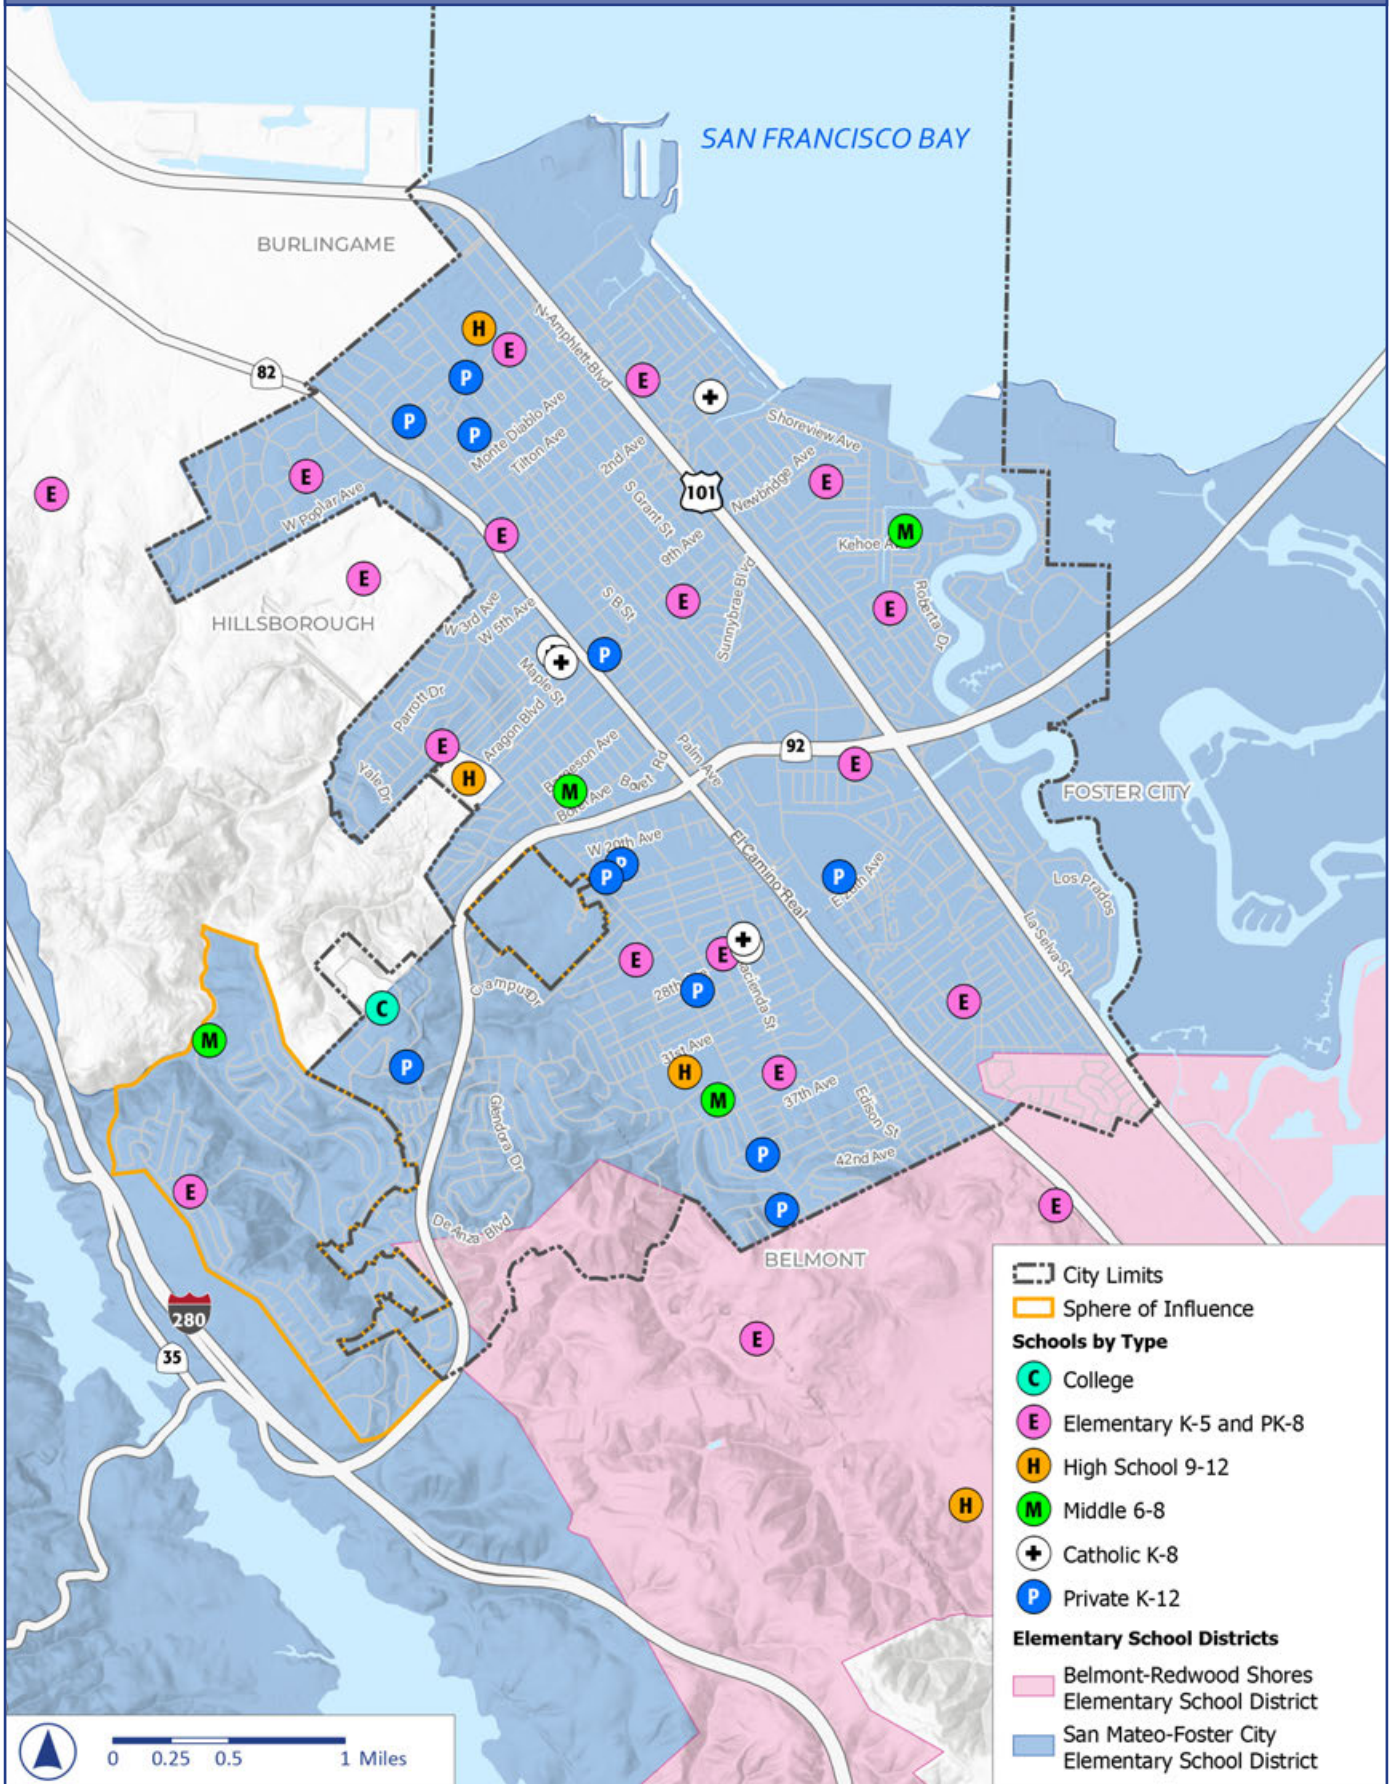 SAN FRANCISCO BAY
BURLINGAME
N Amphlett Blvd
H
E
82
P
E
P
P
Monte Diablo Ave
Tilton Ave
Shoreview Ave
2nd Ave
E
E
W Poplar Ave
101
Newbridge Ave
E
S Grant St
E
9th Ave
M
Kehoe A
E
Sunnybrae Blvd
S B St
E
E
Roberta Dr
HILLSBOROUGH
W 3rd Ave
W 5th Ave
P
Maple St
Parrott Dr
Aragon Blvd
E
H
Yale Dr
Palm Ave
92
E
M
Bovet Rd
Borel Ave
FOSTER CITY
W 20th Ave
El Camino Real
P
P
P
E 28th Ave
Los Prados
La Selva St
E
E
28th
P
Campus Dr
C
E
M
P
31st Ave
H
E
M
37th Ave
Edison St
Glendora Dr
P
42nd Ave
E
P
E
De Anza Blvd
BELMONT
280
35
E
H
City Limits
Sphere of Influence
Schools by Type
C College
E Elementary K-5 and PK-8
H High School 9-12
M Middle 6-8
Catholic K-8
P Private K-12
Elementary School Districts
Belmont-Redwood Shores
Elementary School District
San Mateo-Foster City
Elementary School District
0 0.25 0.5 1 Miles